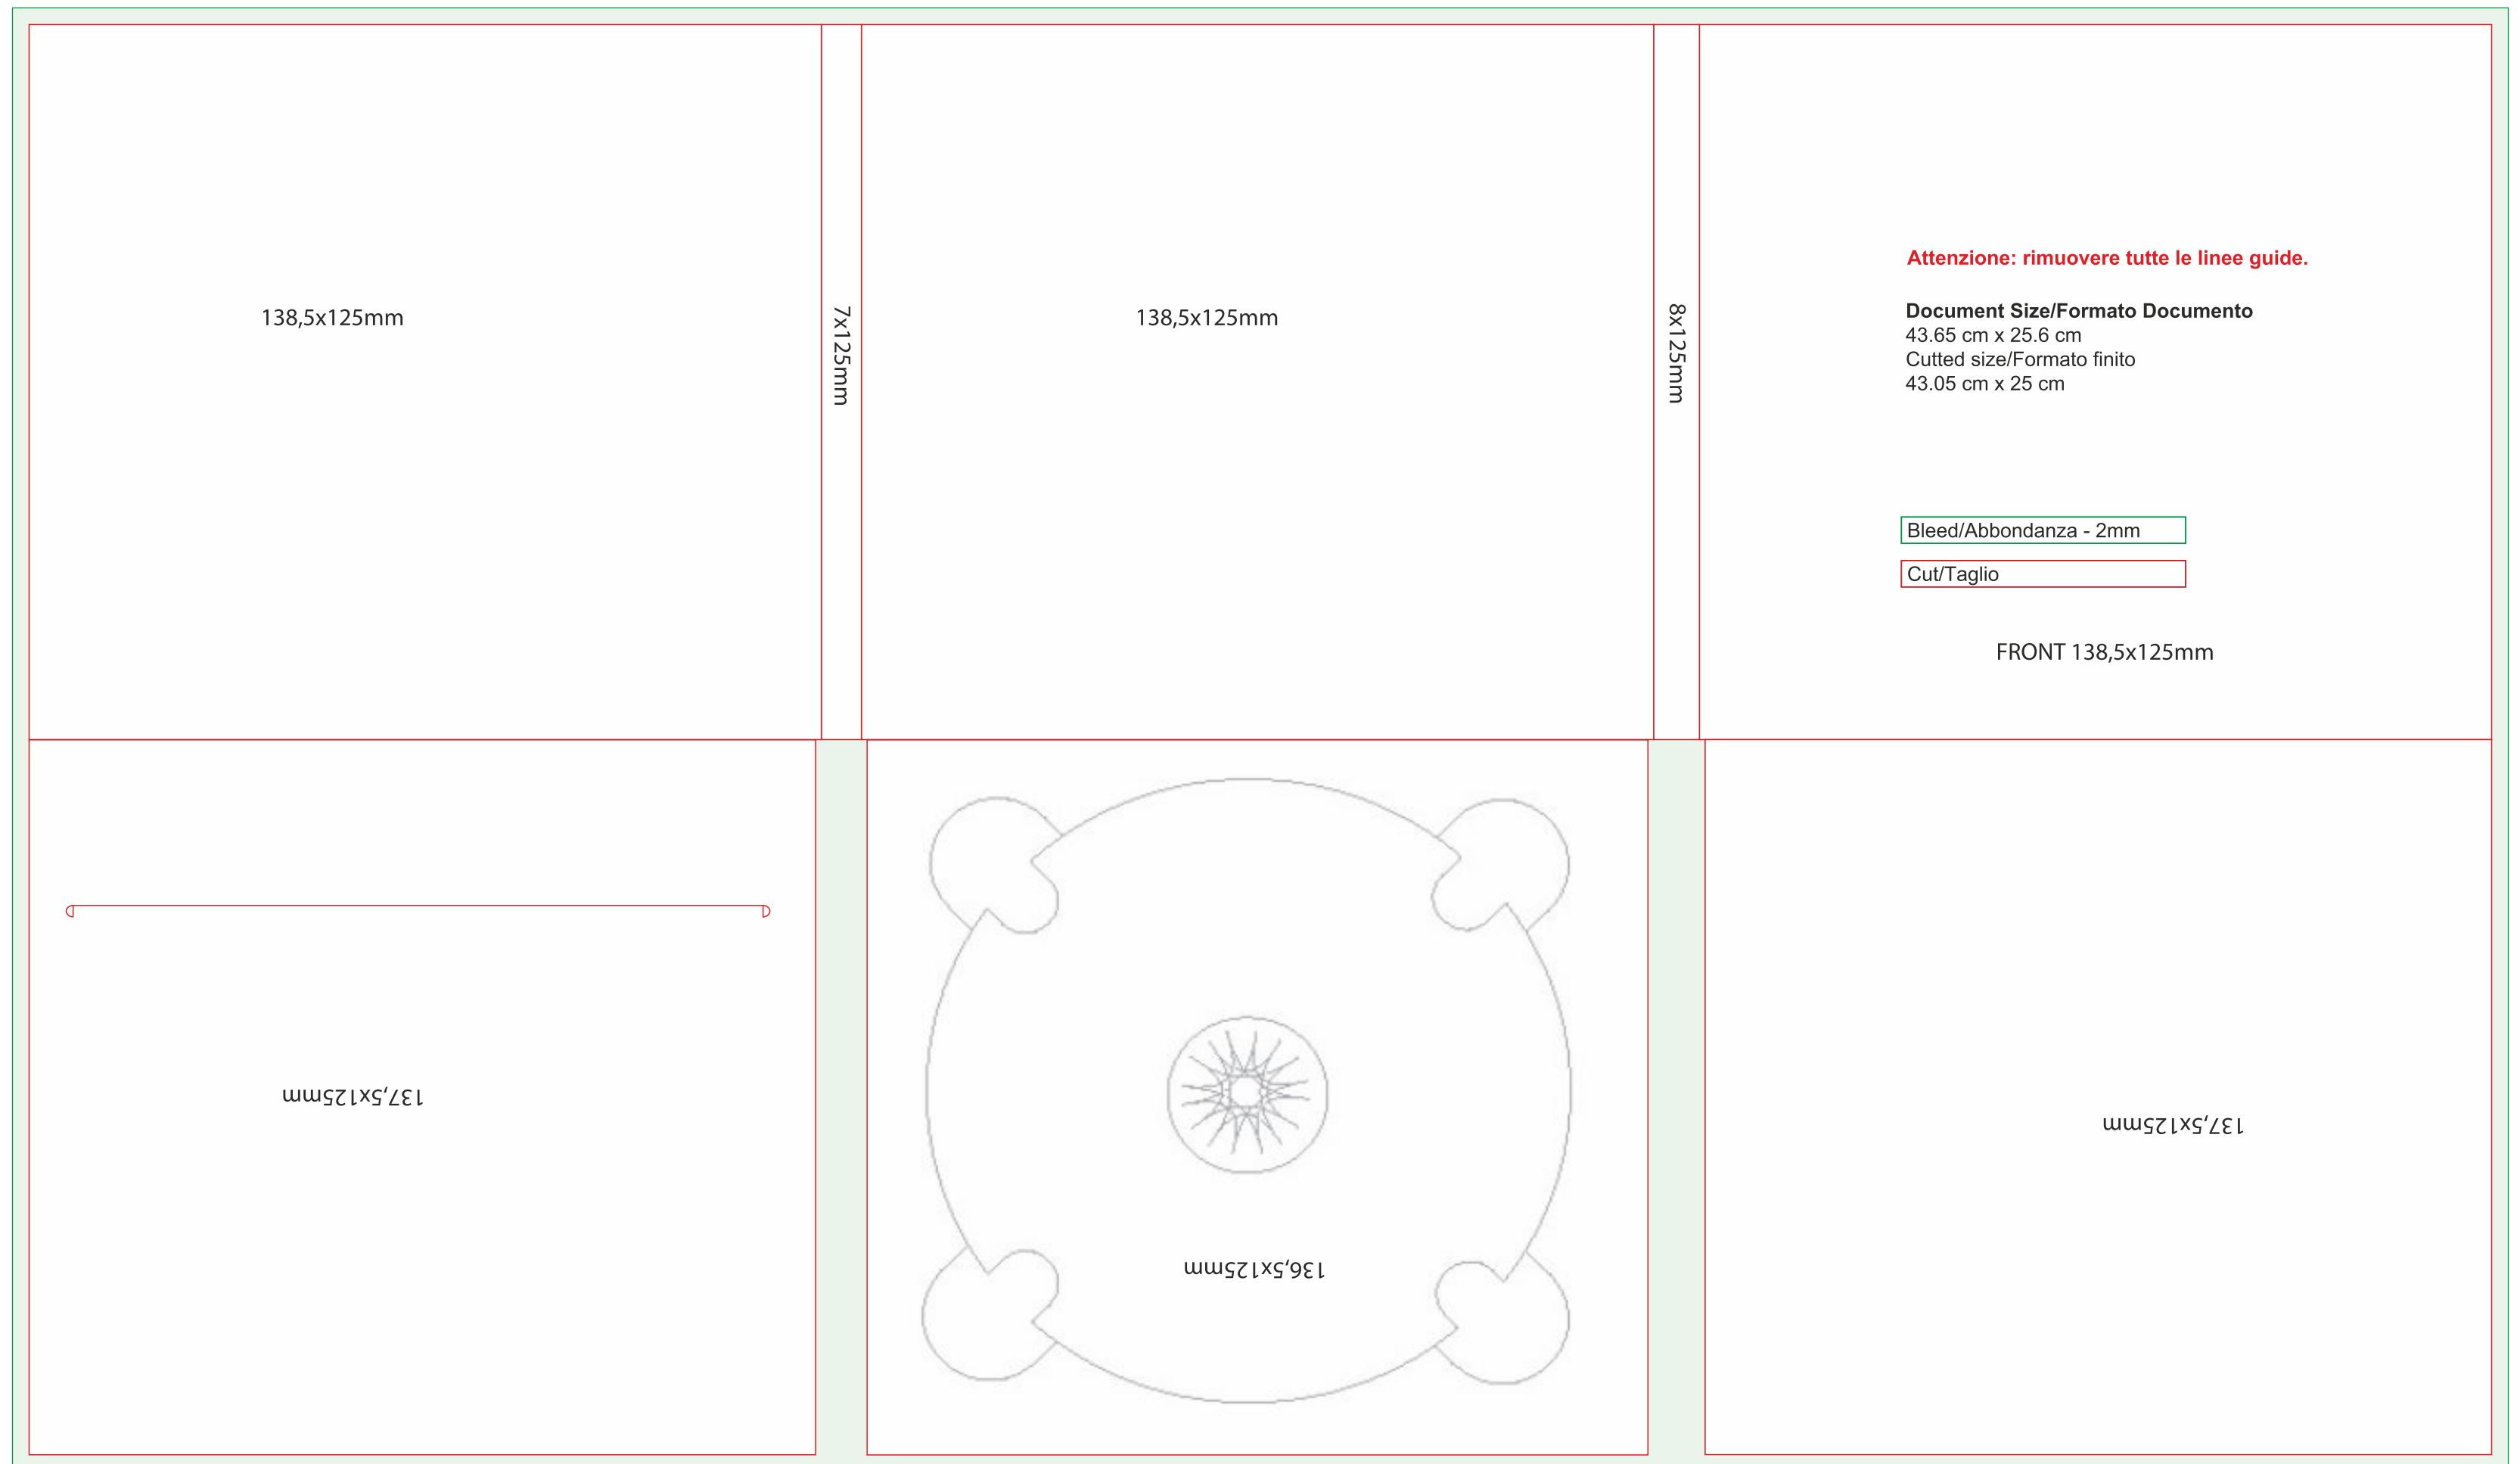 138,5x125mm
7x125mm
138,5x125mm
8x125mm
Attenzione: rimuovere tutte le linee guide.
Document Size/Formato Documento
43.65 cm x 25.6 cm
Cutted size/Formato finito
43.05 cm x 25 cm
Bleed/Abbondanza - 2mm
Cut/Taglio
FRONT 138,5x125mm
137,5x125mm
136,5x125mm
137,5x125mm